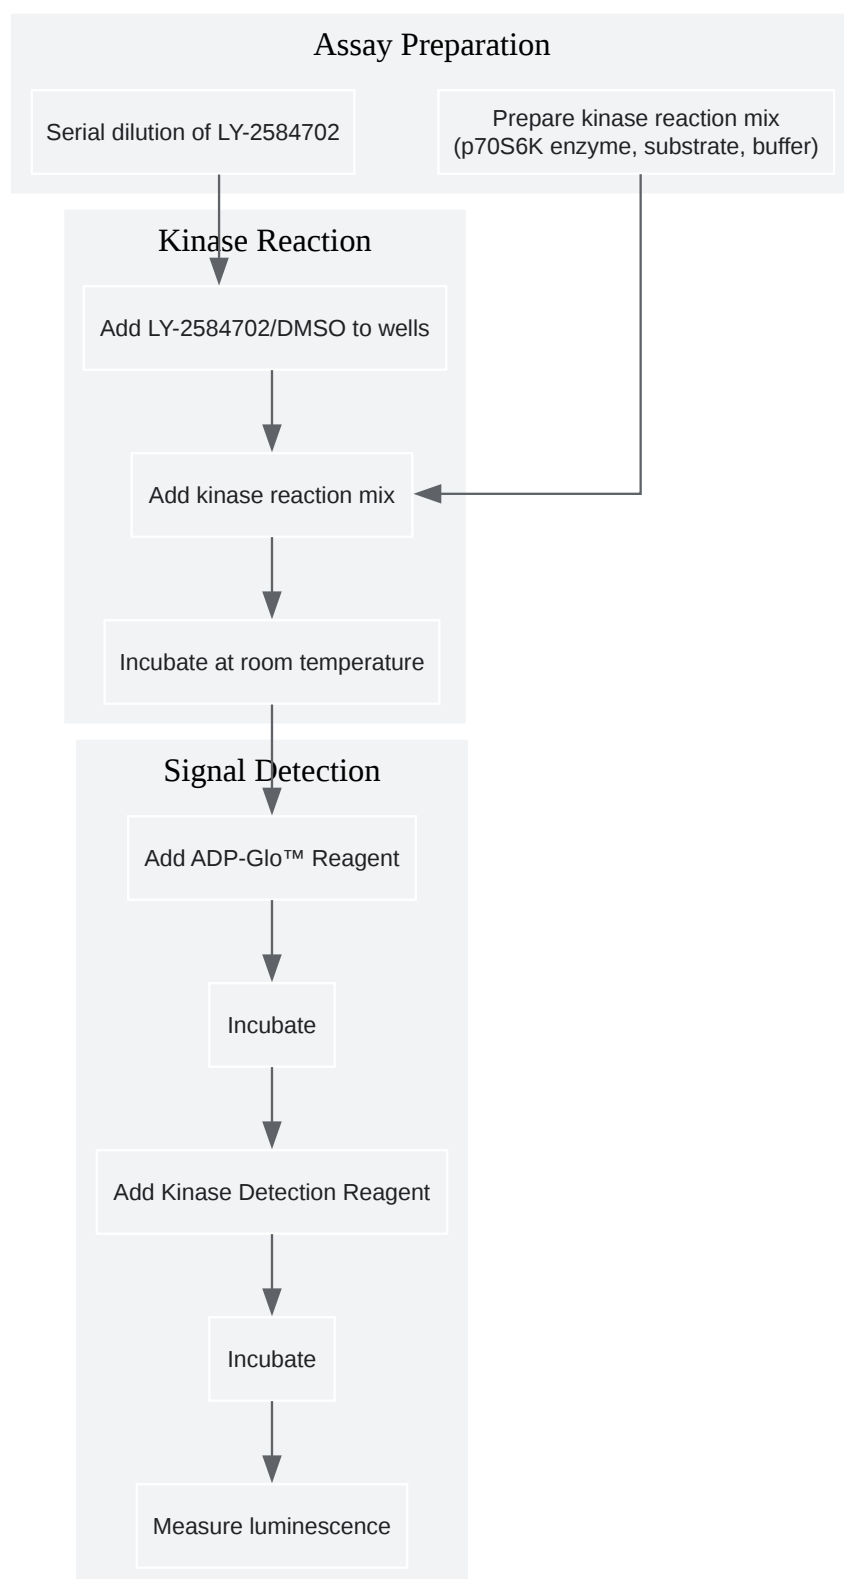 Assay Preparation
Serial dilution of LY-2584702
Prepare kinase reaction mix
(p70S6K enzyme, substrate, buffer)
Kinase Reaction
Add LY-2584702/DMSO to wells
Add kinase reaction mix
Incubate at room temperature
Signal Detection
Add ADP-Glo™ Reagent
Incubate
Add Kinase Detection Reagent
Incubate
Measure luminescence